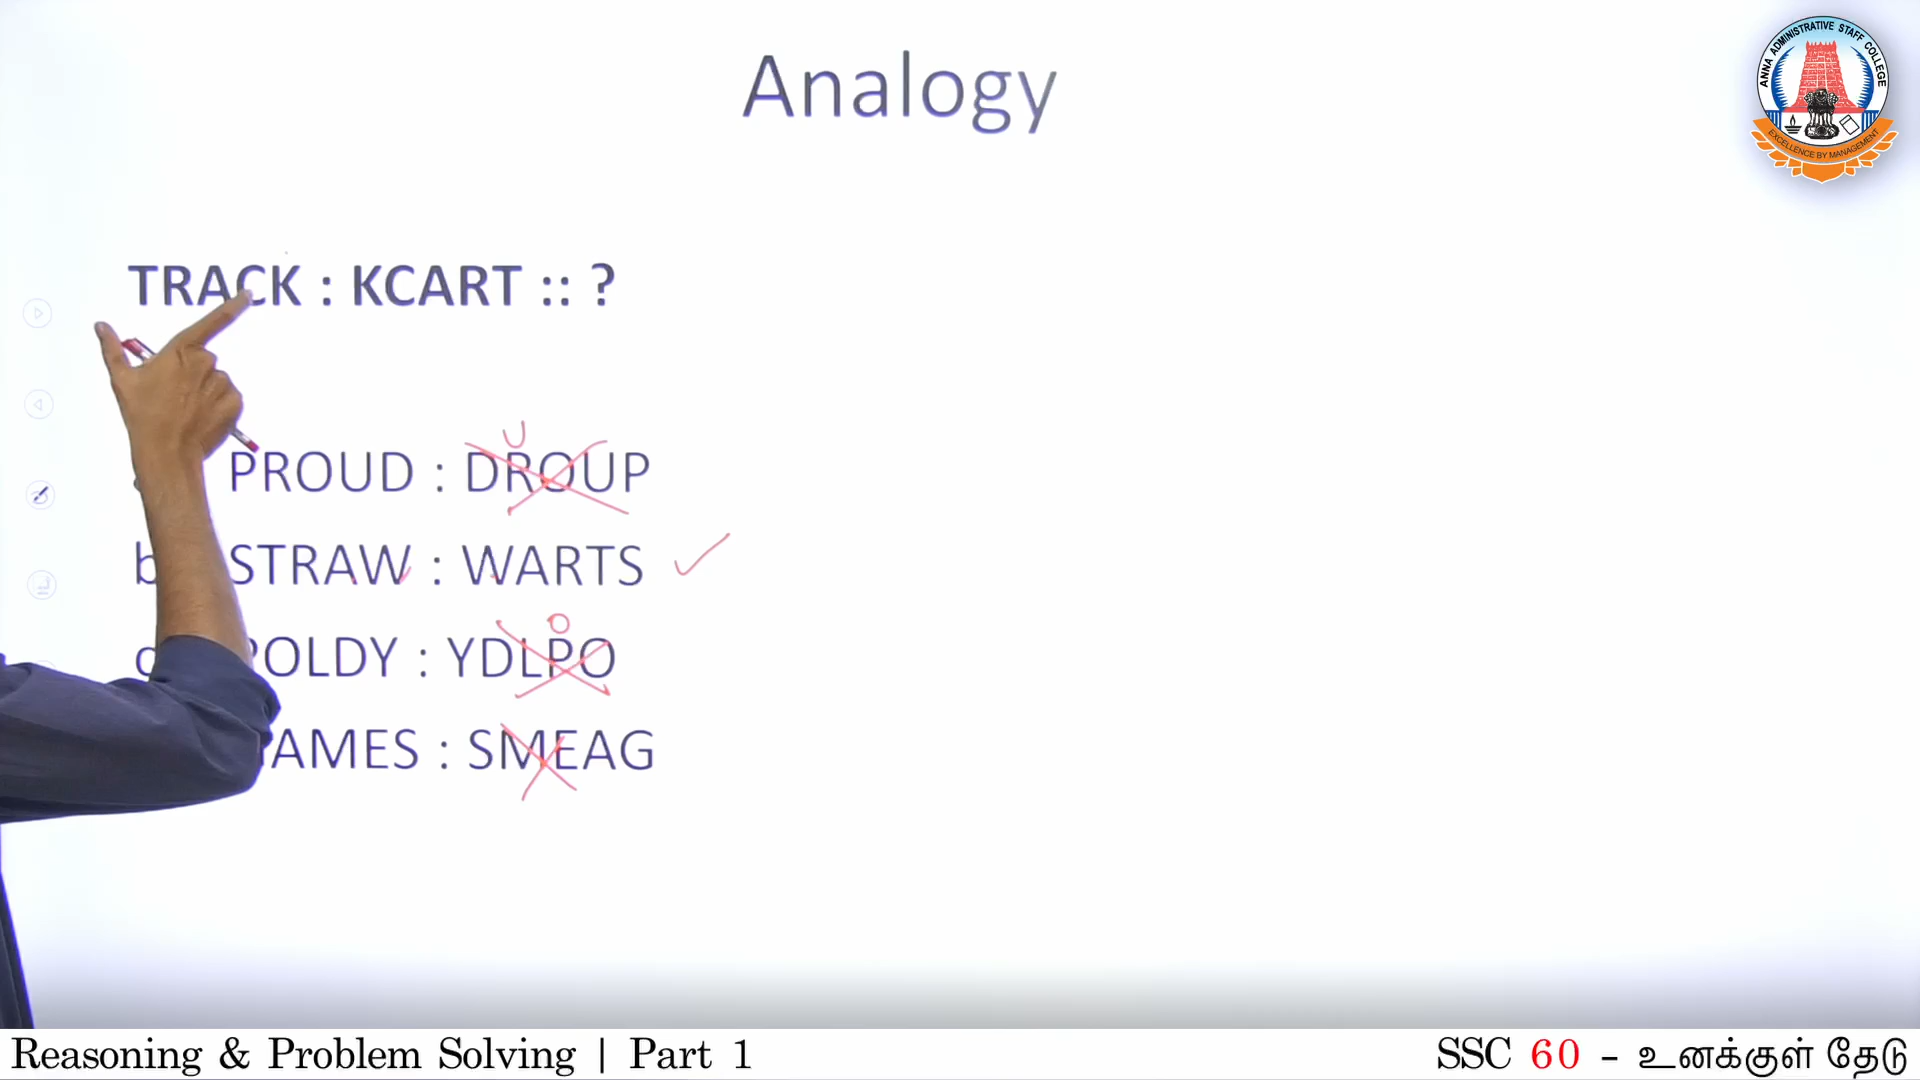 Analogy
ANNA ADMINISTRATIVE STAFF COLLEGE
EXCELLENCE BY MANAGEMENT
TRACK : KCART :: ?
U
PROUD : DROUP
b STRAW : WARTS
O
POLDY : YDLPO
AMES : SMEAG
Reasoning & Problem Solving | Part 1
SSC 60 - உனக்குள் தேடு